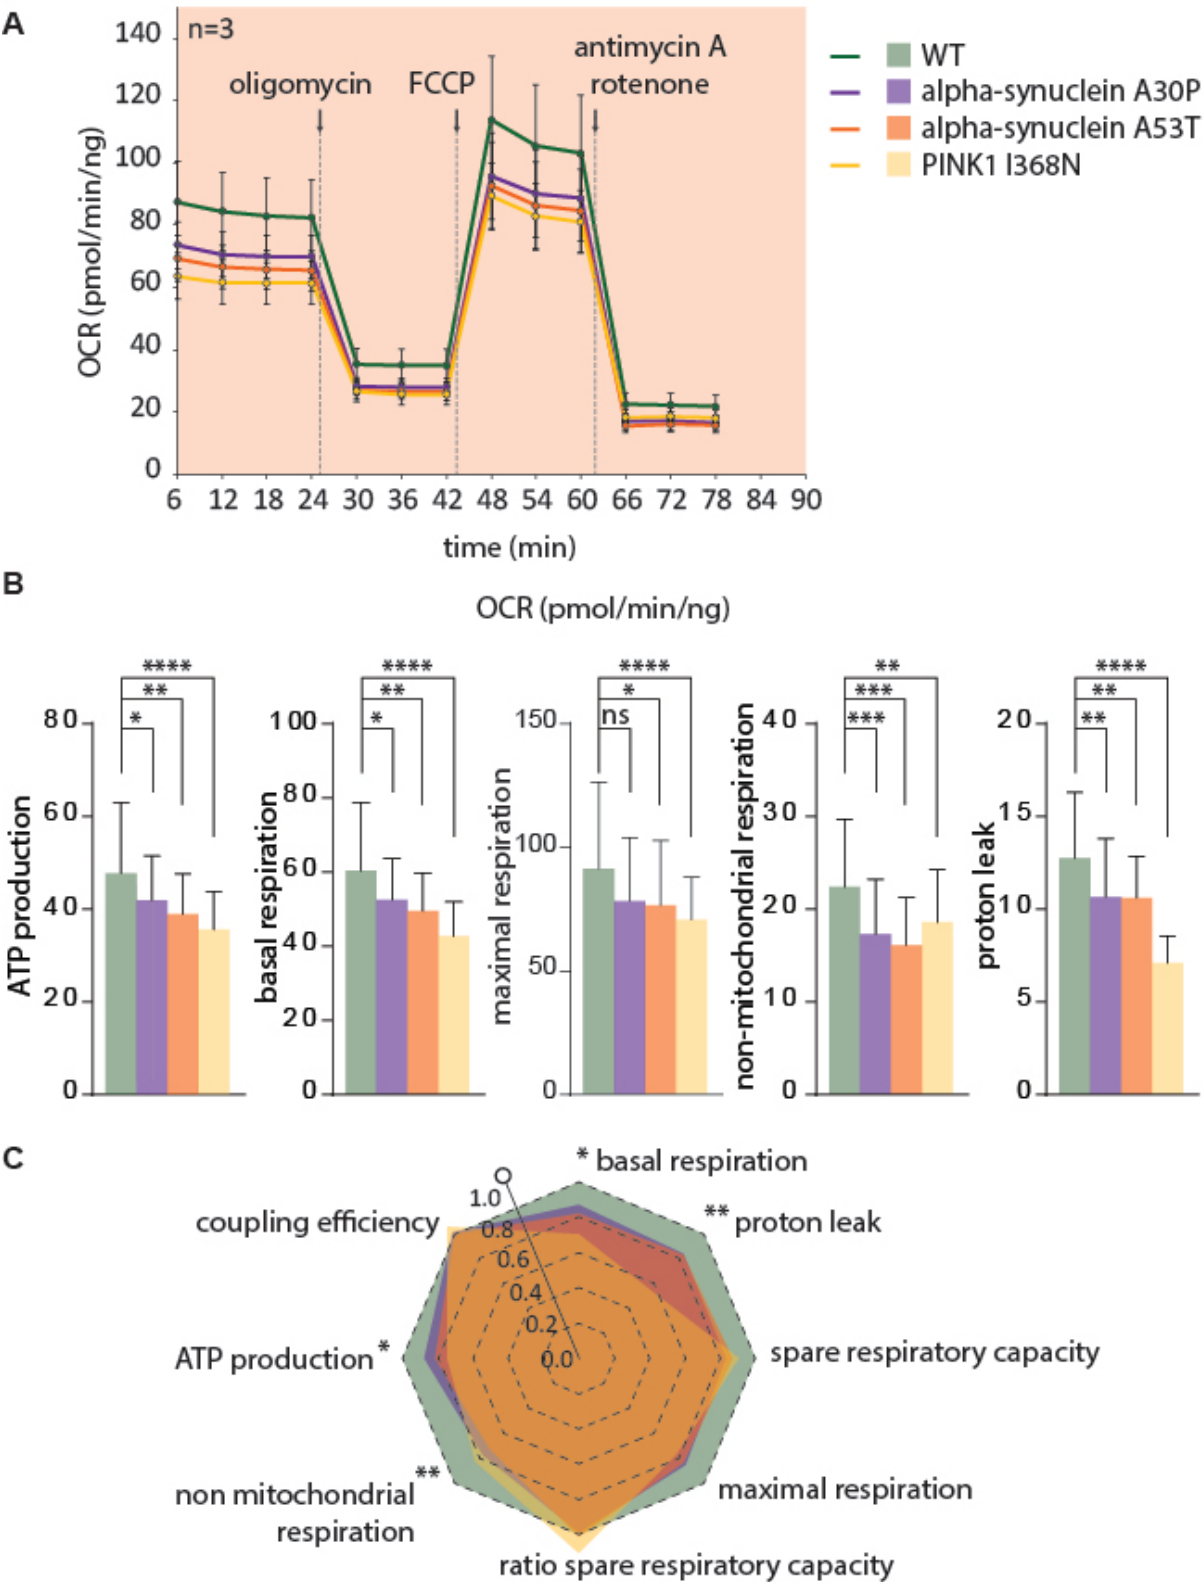 A
n=3
oligomycin
FCCP
antimycin A
rotenone
WT
alpha-synuclein A30P
alpha-synuclein A53T
PINK1 I368N
OCR (pmol/min/ng)
140
120
100
80
60
40
20
0
6 12 18 24 30 36 42 48 54 60 66 72 78 84 90
time (min)
B
OCR (pmol/min/ng)
ATP production
80
60
40
20
0
****
**
*
basal respiration
100
80
60
40
20
0
****
**
*
maximal respiration
150
100
50
0
****
*
ns
non-mitochondrial respiration
40
30
20
10
0
**
***
***
proton leak
20
15
10
5
0
****
**
**
C
* basal respiration
** proton leak
spare respiratory capacity
maximal respiration
ratio spare respiratory capacity
**
non mitochondrial
respiration
ATP production *
coupling efficiency
1.0
0.8
0.6
0.4
0.2
0.0